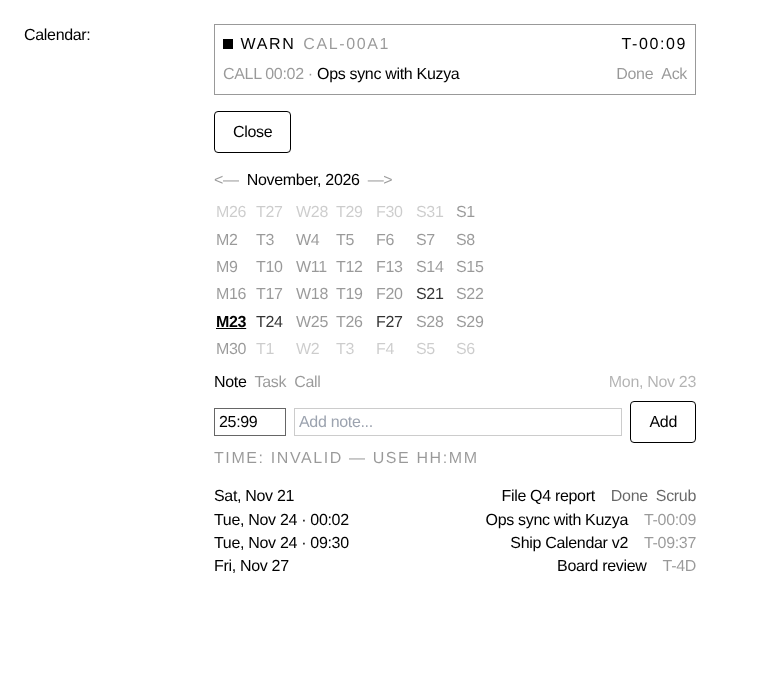 Calendar:
■ WARN CAL-00A1 T-00:09
CALL 00:02 · Ops sync with Kuzya Done Ack
Close
<— November, 2026 —>
M26 T27 W28 T29 F30 S31 S1
M2 T3 W4 T5 F6 S7 S8
M9 T10 W11 T12 F13 S14 S15
M16 T17 W18 T19 F20 S21 S22
M23 T24 W25 T26 F27 S28 S29
M30 T1 W2 T3 F4 S5 S6
Note Task Call Mon, Nov 23
25:99 Add note... Add
TIME: INVALID — USE HH:MM
Sat, Nov 21 File Q4 report Done Scrub
Tue, Nov 24 · 00:02 Ops sync with Kuzya T-00:09
Tue, Nov 24 · 09:30 Ship Calendar v2 T-09:37
Fri, Nov 27 Board review T-4D